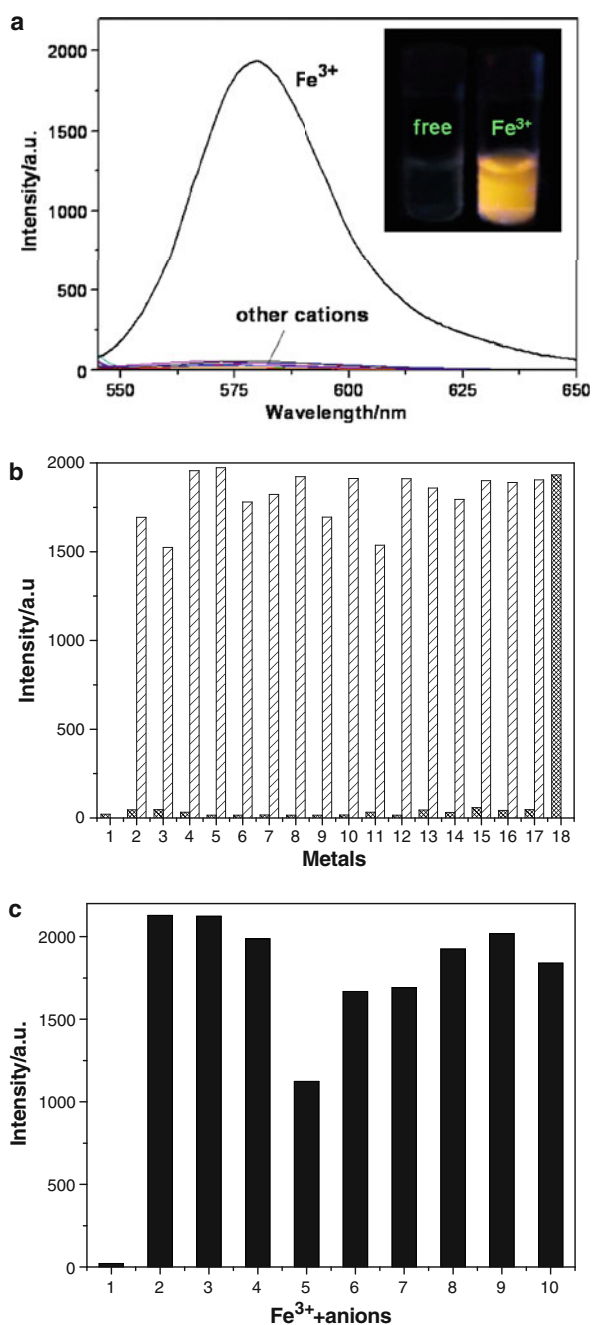 a
2000
1500
1000
500
0
Intensity/a.u.
Fe³⁺
free
Fe³⁺
other cations
550 575 600 625 650
Wavelength/nm
b
2000
1500
1000
500
0
Intensity/a.u
1 2 3 4 5 6 7 8 9 10 11 12 13 14 15 16 17 18
Metals
c
2000
1500
1000
500
0
Intensity/a.u.
1 2 3 4 5 6 7 8 9 10
Fe³⁺+anions